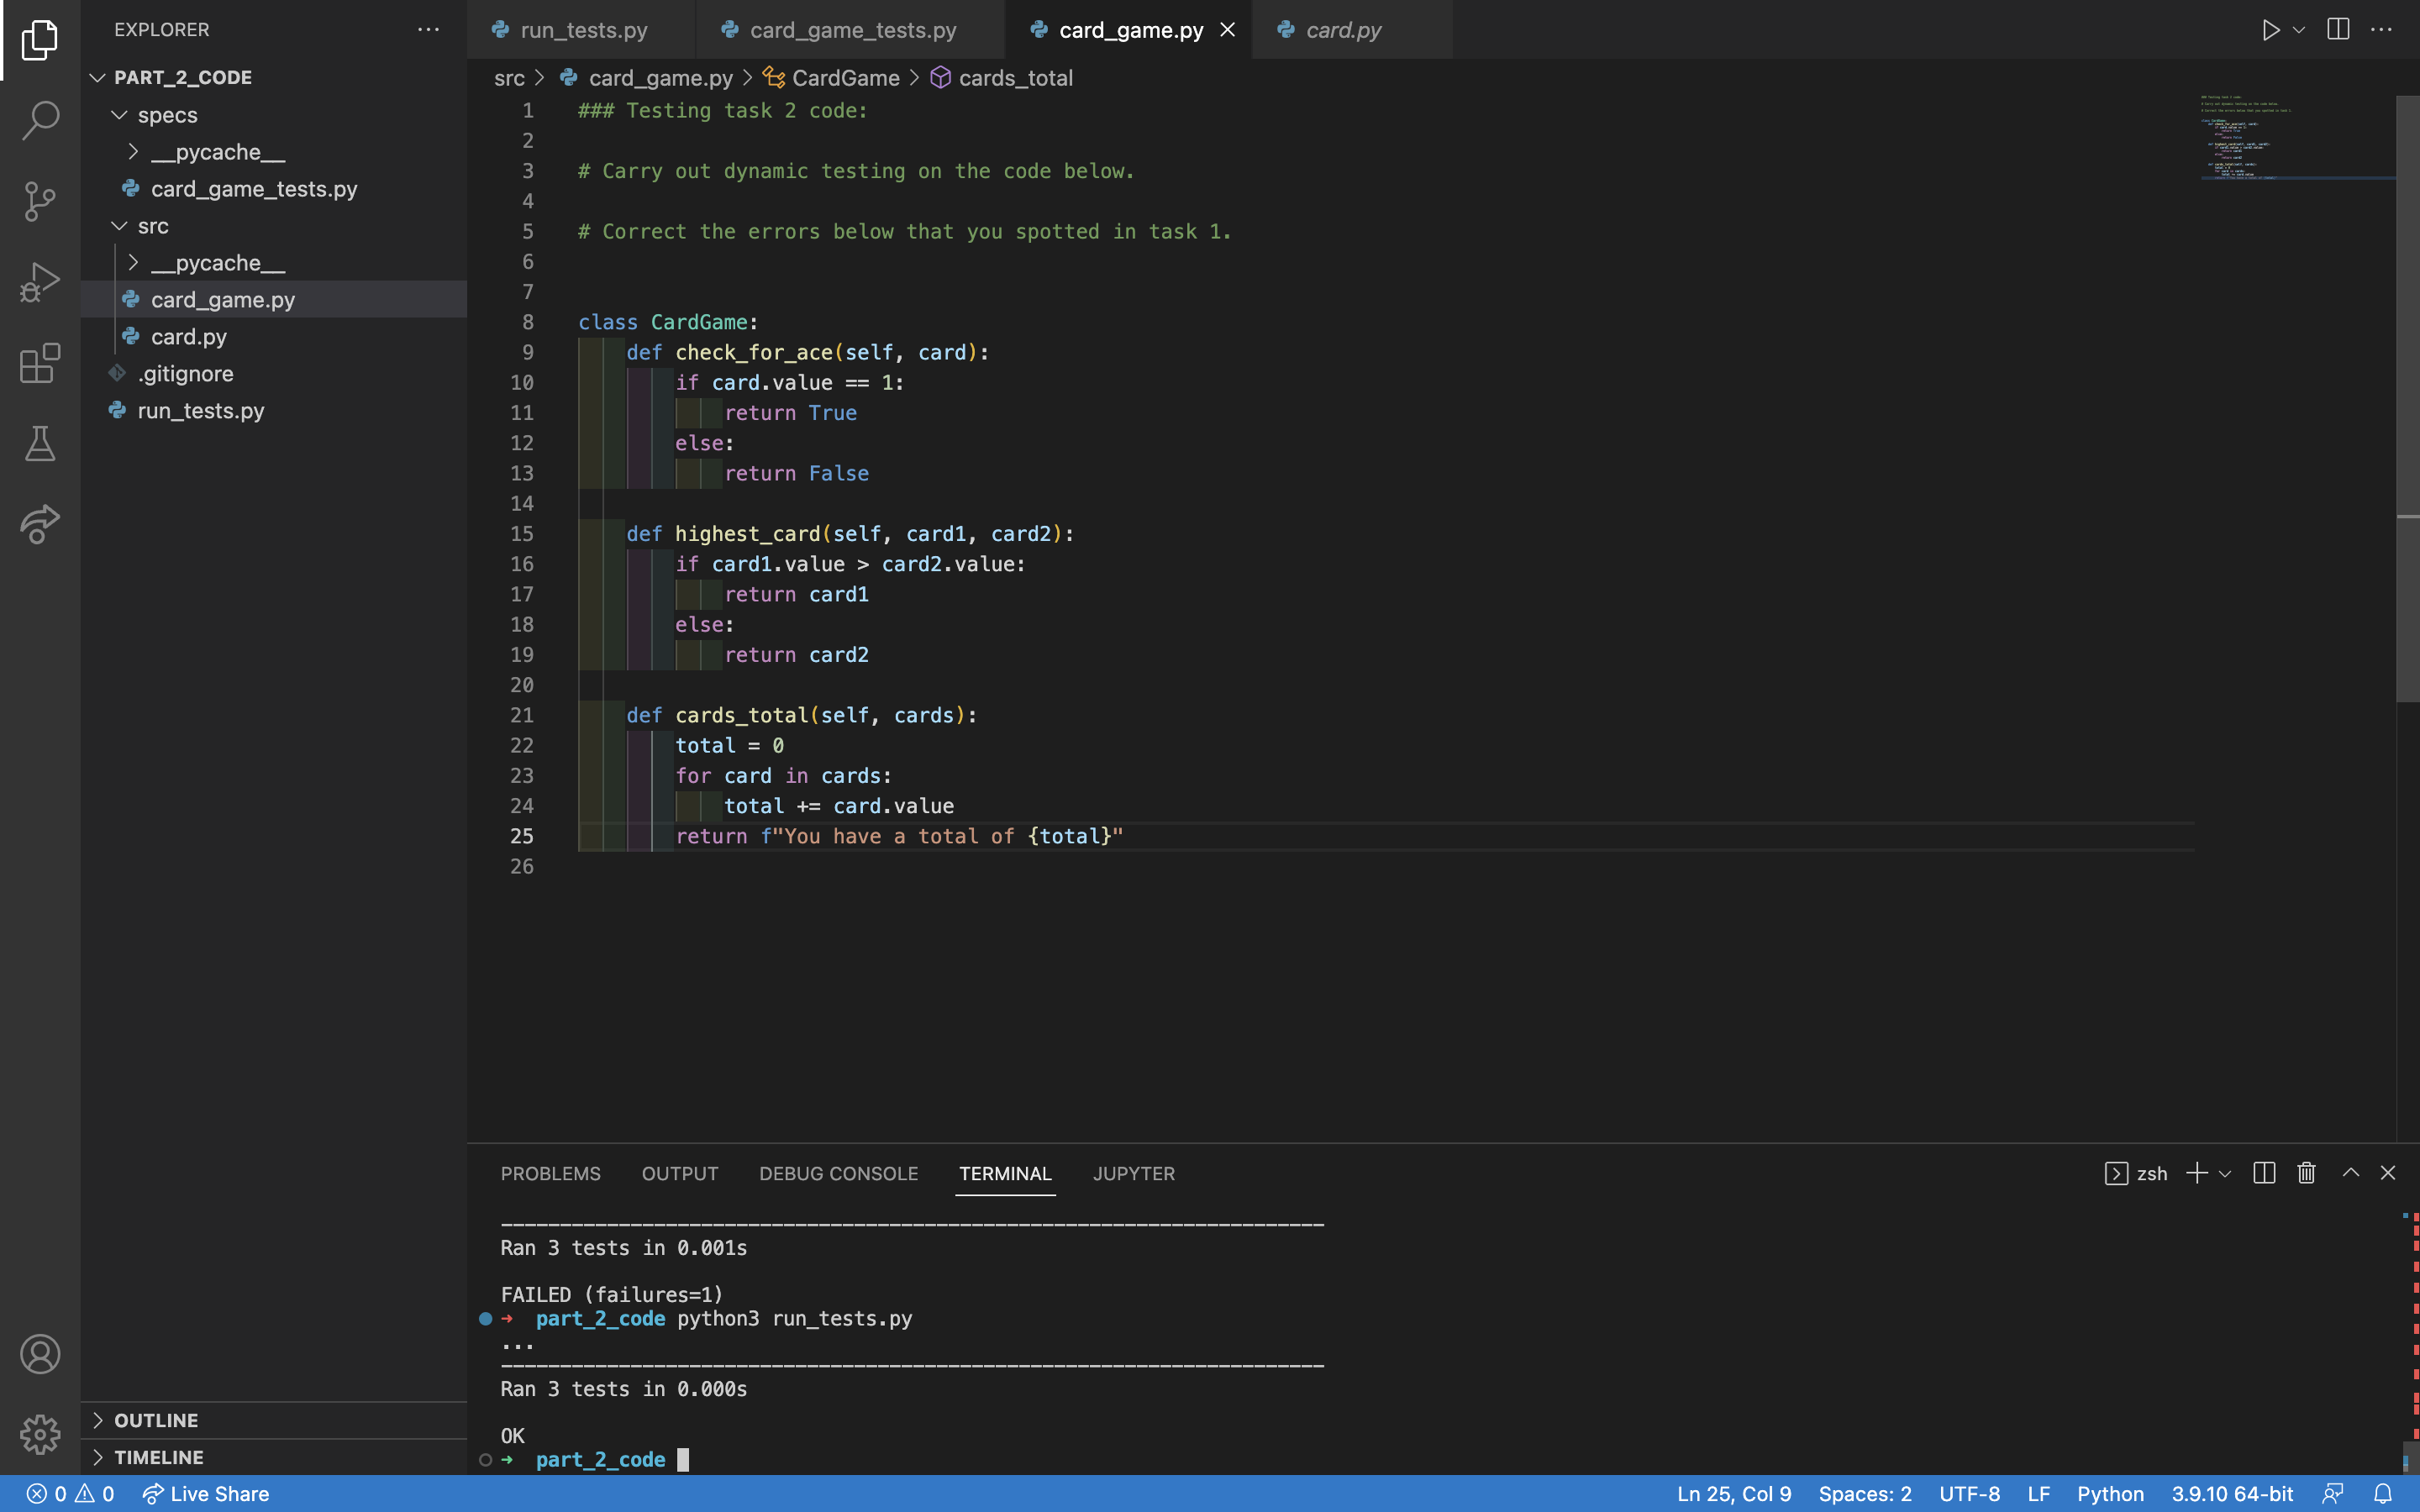 EXPLORER
PART_2_CODE
specs
__pycache__
card_game_tests.py
src
__pycache__
card_game.py
card.py
.gitignore
run_tests.py
OUTLINE
TIMELINE
run_tests.py card_game_tests.py card_game.py card.py
src > card_game.py > CardGame > cards_total
1 ### Testing task 2 code:
2
3 # Carry out dynamic testing on the code below.
4
5 # Correct the errors below that you spotted in task 1.
6
7
8 class CardGame:
9 def check_for_ace(self, card):
10 if card.value == 1:
11 return True
12 else:
13 return False
14
15 def highest_card(self, card1, card2):
16 if card1.value > card2.value:
17 return card1
18 else:
19 return card2
20
21 def cards_total(self, cards):
22 total = 0
23 for card in cards:
24 total += card.value
25 return f"You have a total of {total}"
26
PROBLEMS OUTPUT DEBUG CONSOLE TERMINAL JUPYTER
zsh
----------------------------------------------------------------------
Ran 3 tests in 0.001s
FAILED (failures=1)
➜ part_2_code python3 run_tests.py
...
----------------------------------------------------------------------
Ran 3 tests in 0.000s
OK
➜ part_2_code
0 0 Live Share Ln 25, Col 9 Spaces: 2 UTF-8 LF Python 3.9.10 64-bit